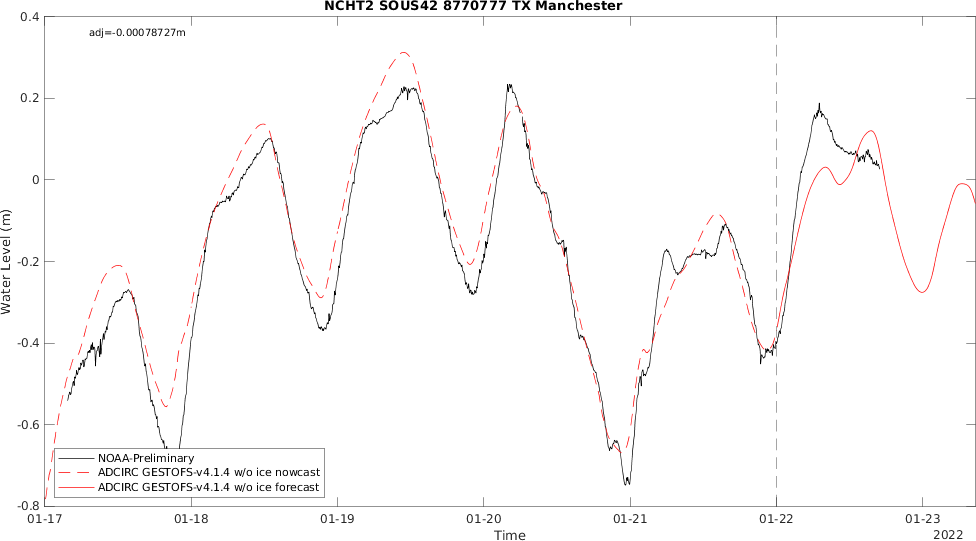 NCHT2 SOUS42 8770777 TX Manchester
adj=-0.00078727m
0.4
0.2
0
-0.2
-0.4
-0.6
-0.8
Water Level (m)
NOAA-Preliminary
ADCIRC GESTOFS-v4.1.4 w/o ice nowcast
ADCIRC GESTOFS-v4.1.4 w/o ice forecast
01-17 01-18 01-19 01-20 01-21 01-22 01-23
Time
2022